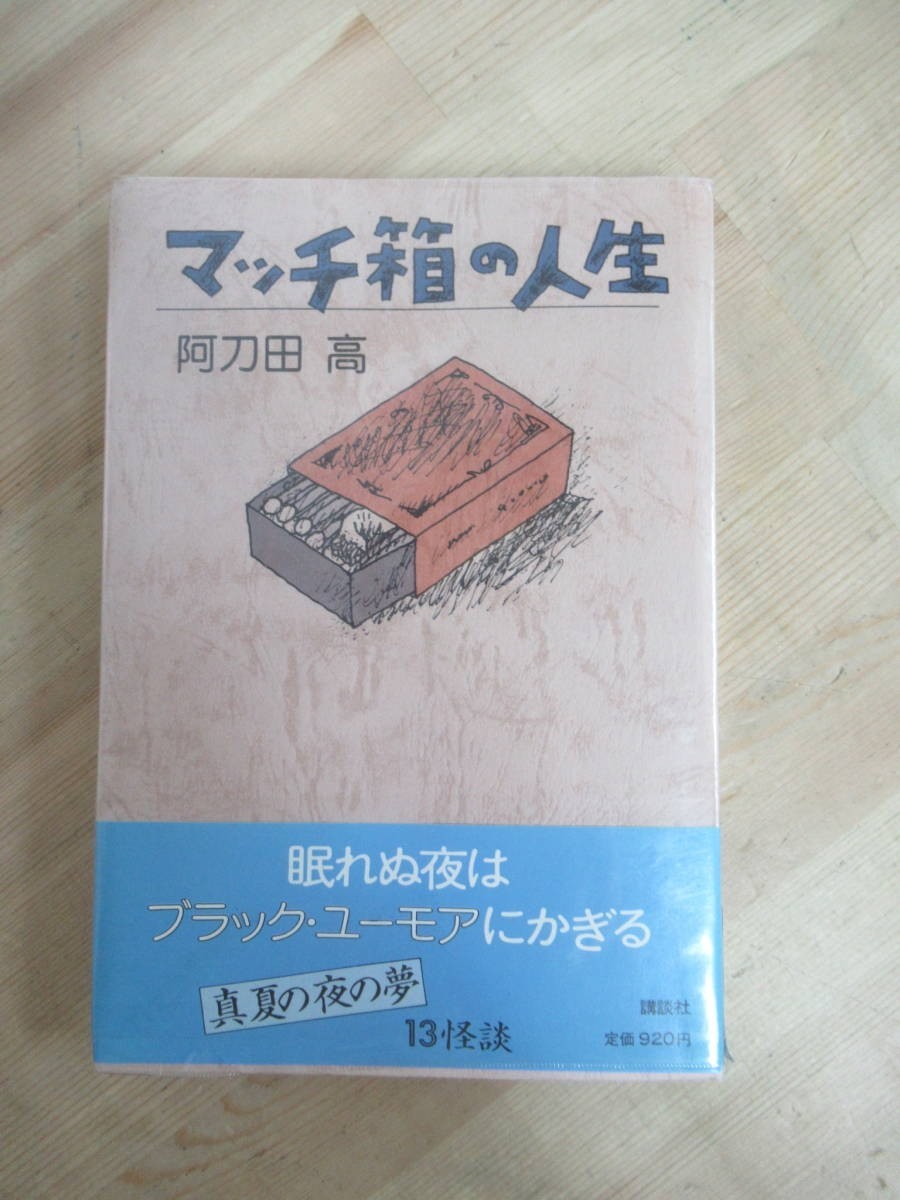 マッチ箱の人生
阿刀田 高
眠れぬ夜は
ブラック・ユーモアにかぎる
真夏の夜の夢
13怪談
講談社
定価920円